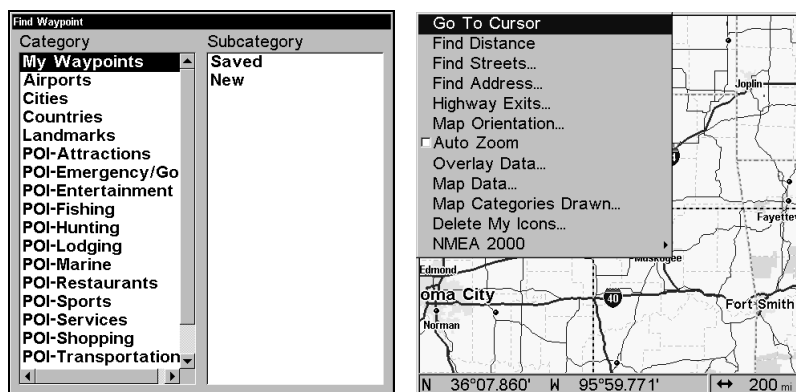 Find Waypoint
Category
Subcategory
My Waypoints
Airports
Cities
Countries
Landmarks
POI-Attractions
POI-Emergency/Go
POI-Entertainment
POI-Fishing
POI-Hunting
POI-Lodging
POI-Marine
POI-Restaurants
POI-Sports
POI-Services
POI-Shopping
POI-Transportation
Saved
New
Go To Cursor
Find Distance
Find Streets...
Find Address...
Highway Exits...
Map Orientation...
Auto Zoom
Overlay Data...
Map Data...
Map Categories Drawn...
Delete My Icons...
NMEA 2000
Joplin
Fayettev
Muskogee
Edmond
oma City
40
Fort Smith
Norman
N 36°07.860' W 95°59.771' ↔ 200 mi